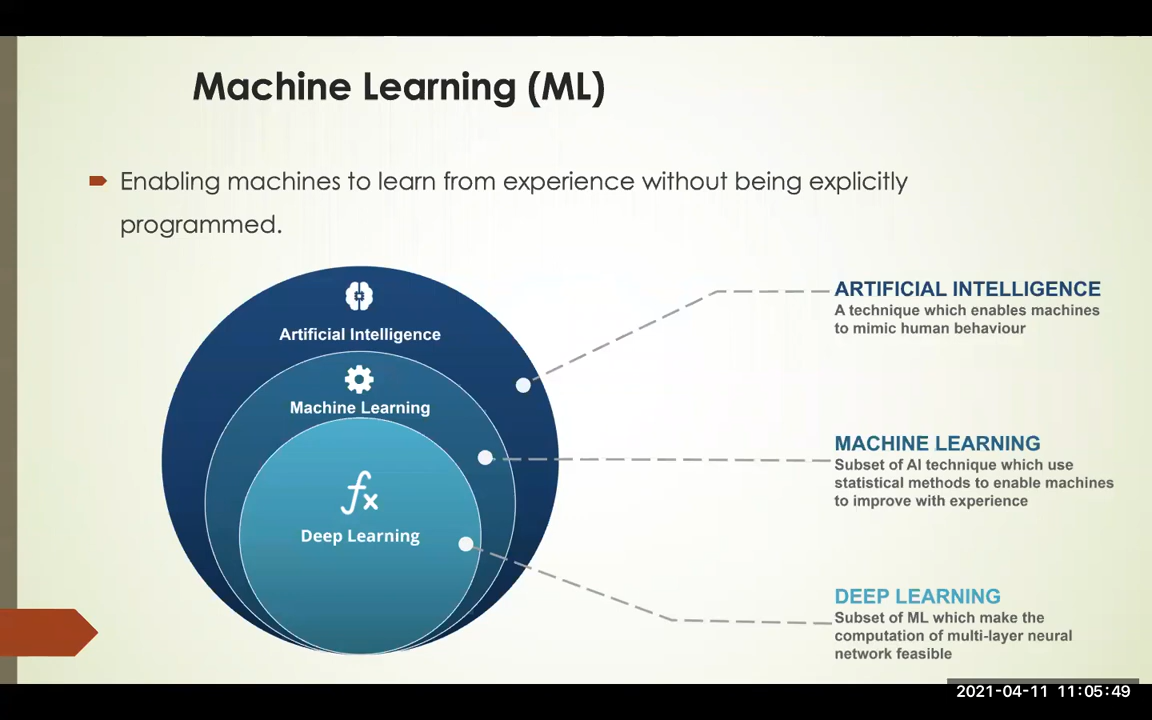 Machine Learning (ML)
Enabling machines to learn from experience without being explicitly
programmed.
Artificial Intelligence
Machine Learning
fx
Deep Learning
ARTIFICIAL INTELLIGENCE
A technique which enables machines
to mimic human behaviour
MACHINE LEARNING
Subset of AI technique which use
statistical methods to enable machines
to improve with experience
DEEP LEARNING
Subset of ML which make the
computation of multi-layer neural
network feasible
2021-04-11 11:05:49